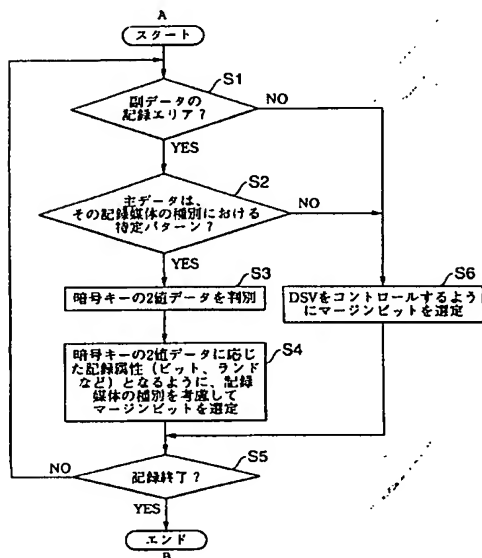 A
スタート
S1
副データの
記録エリア?
NO
YES
S2
主データは、
その記録媒体の種別における
特定パターン?
NO
YES
S3
暗号キーの2値データを判別
S6
DSVをコントロールするよう
にマージンビットを選定
S4
暗号キーの2値データに応じ
た記録属性(ピット、ランド
など)となるように、記録
媒体の種別を考慮して
マージンビットを選定
S5
NO
記録終了?
YES
エンド
B